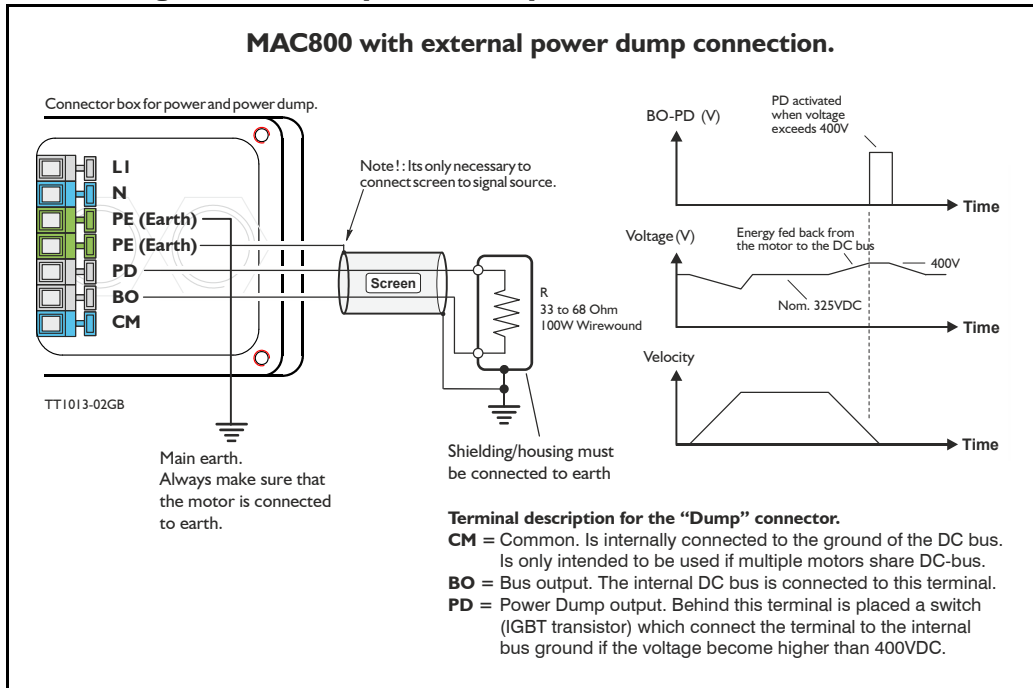 MAC800 with external power dump connection.
Connector box for power and power dump.
L1
N
PE (Earth)
PE (Earth)
PD
BO
CM
TT1013-02GB
Main earth.
Always make sure that
the motor is connected
to earth.
Note!: Its only necessary to
connect screen to signal source.
Screen
R
33 to 68 Ohm
100W Wirewound
Shielding/housing must
be connected to earth
BO-PD (V)
PD activated
when voltage
exceeds 400V
Time
Voltage (V)
Energy fed back from
the motor to the DC bus
400V
Nom. 325VDC
Time
Velocity
Time
Terminal description for the “Dump” connector.
CM = Common. Is internally connected to the ground of the DC bus.
Is only intended to be used if multiple motors share DC-bus.
BO = Bus output. The internal DC bus is connected to this terminal.
PD = Power Dump output. Behind this terminal is placed a switch
(IGBT transistor) which connect the terminal to the internal
bus ground if the voltage become higher than 400VDC.